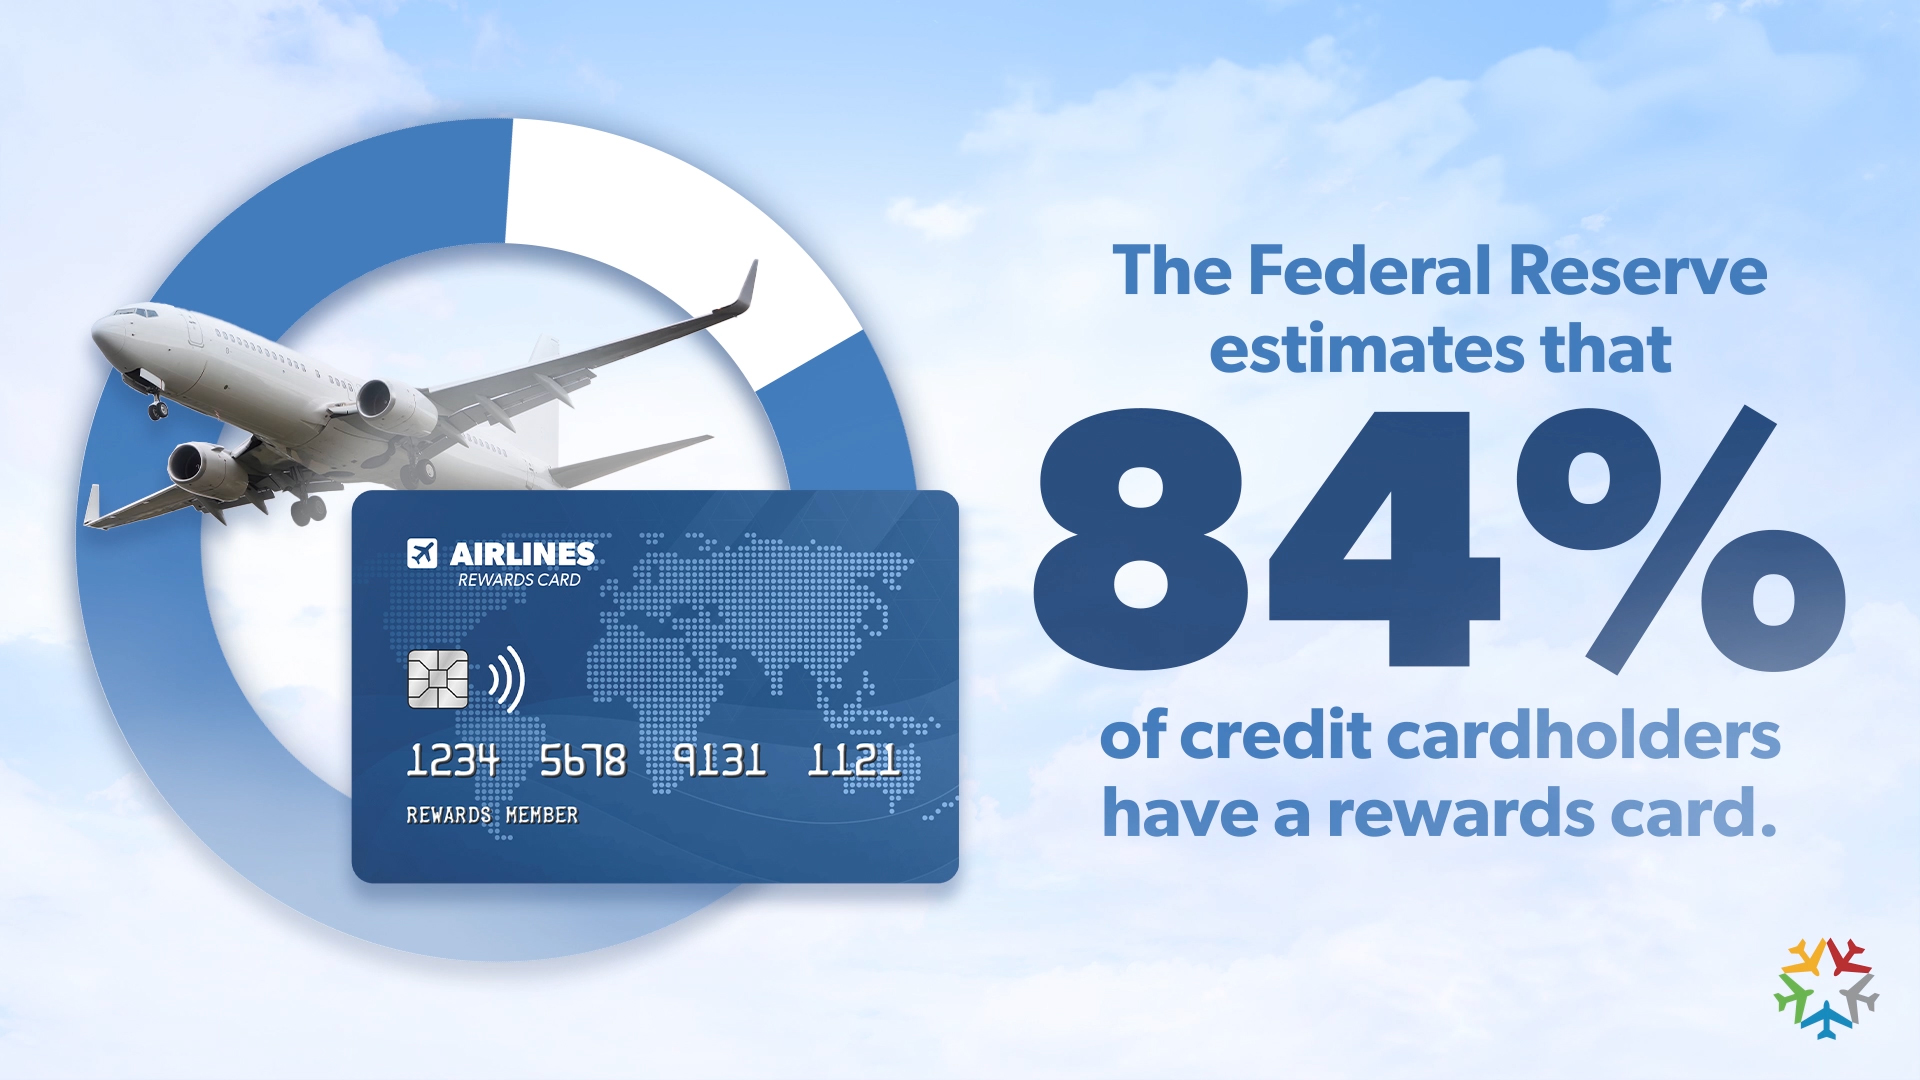 The Federal Reserve
estimates that
84%
of credit cardholders
have a rewards card.
AIRLINES
REWARDS CARD
1234 5678 9131 1121
REWARDS MEMBER